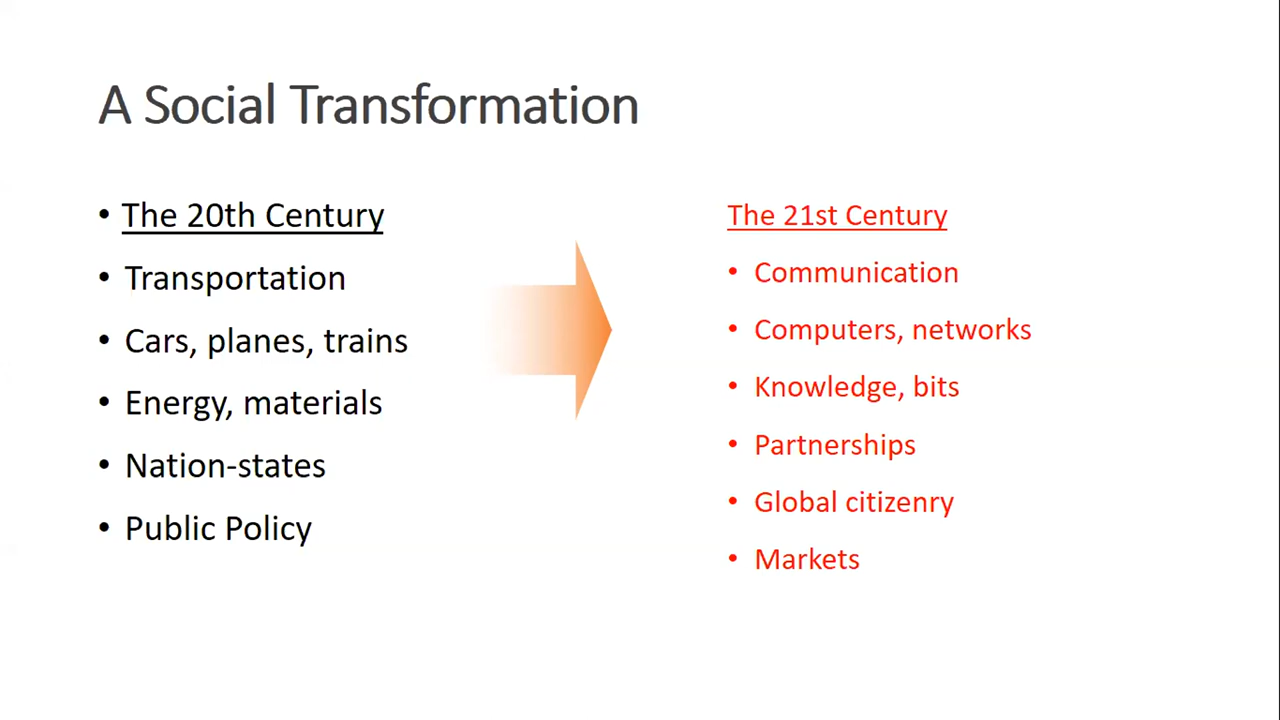 A Social Transformation
• The 20th Century
• Transportation
• Cars, planes, trains
• Energy, materials
• Nation-states
• Public Policy
The 21st Century
• Communication
• Computers, networks
• Knowledge, bits
• Partnerships
• Global citizenry
• Markets